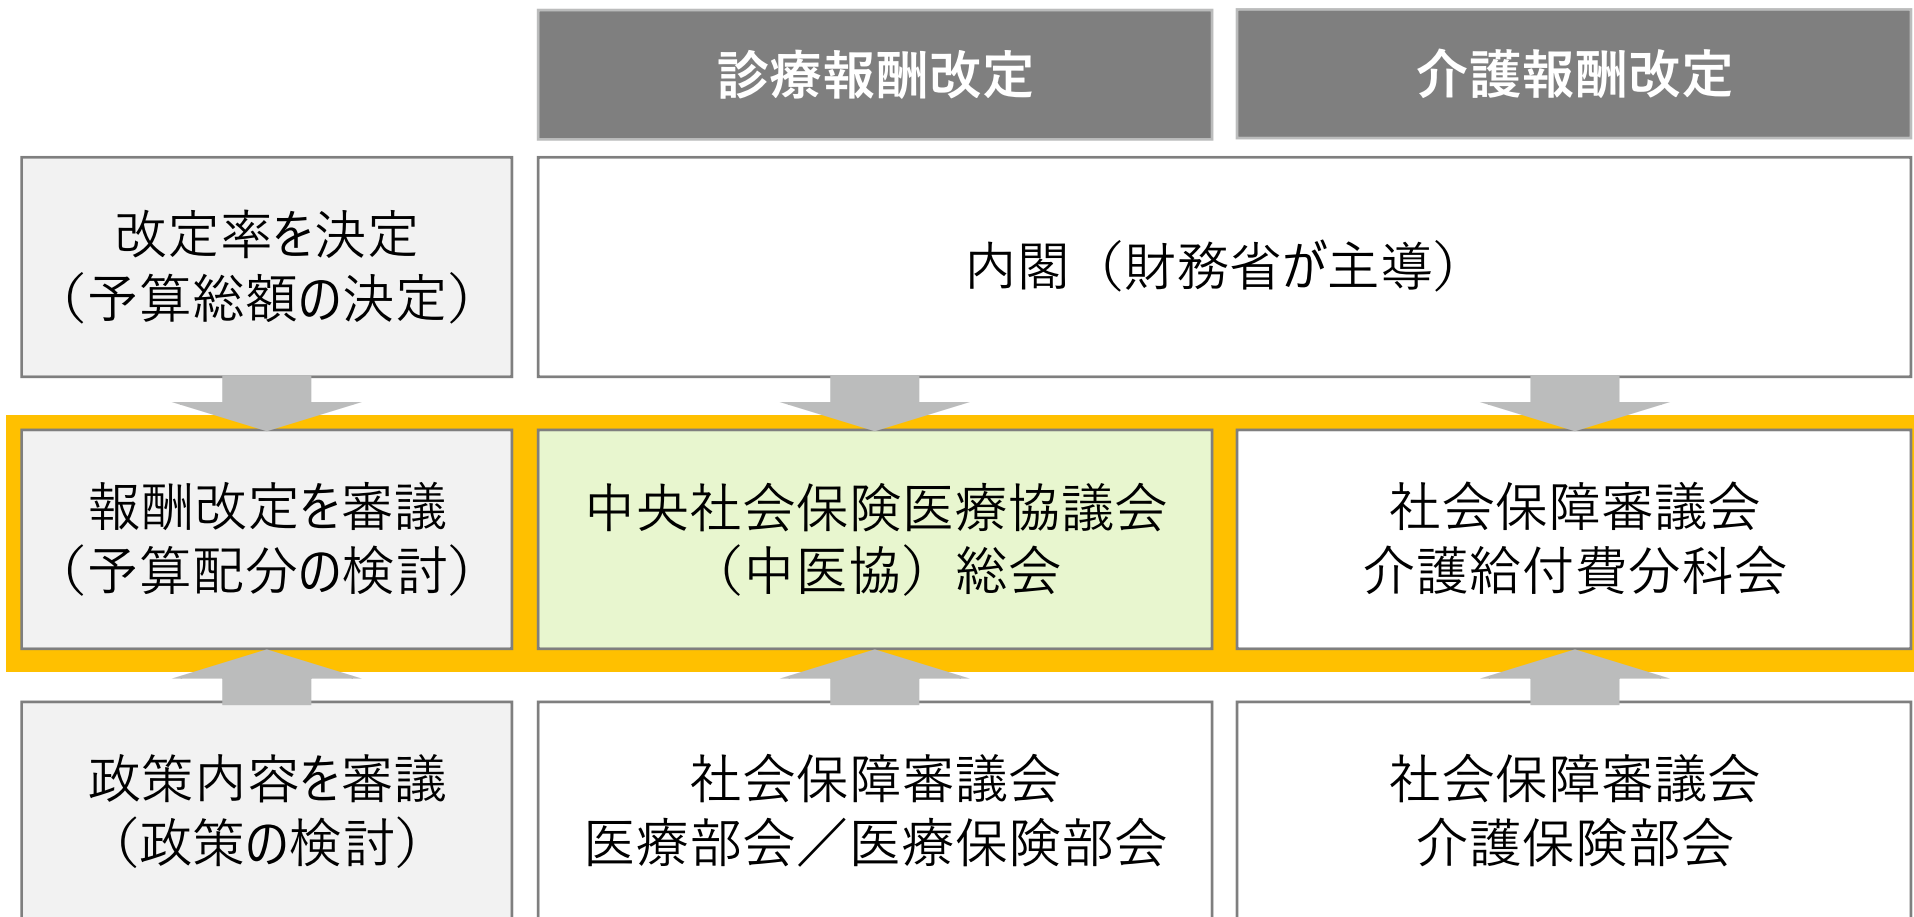 診療報酬改定
介護報酬改定
改定率を決定
（予算総額の決定）
内閣（財務省が主導）
報酬改定を審議
（予算配分の検討）
中央社会保険医療協議会
（中医協）総会
社会保障審議会
介護給付費分科会
政策内容を審議
（政策の検討）
社会保障審議会
医療部会／医療保険部会
社会保障審議会
介護保険部会